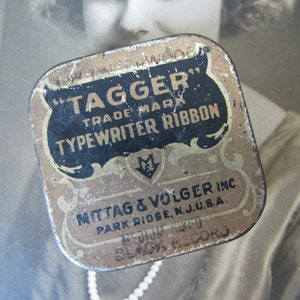 "TAGGER"
TRADE MARK
TYPEWRITER RIBBON
MITTAG & VOLGER INC
PARK RIDGE, N.J. U.S.A.
BLACK RECORD